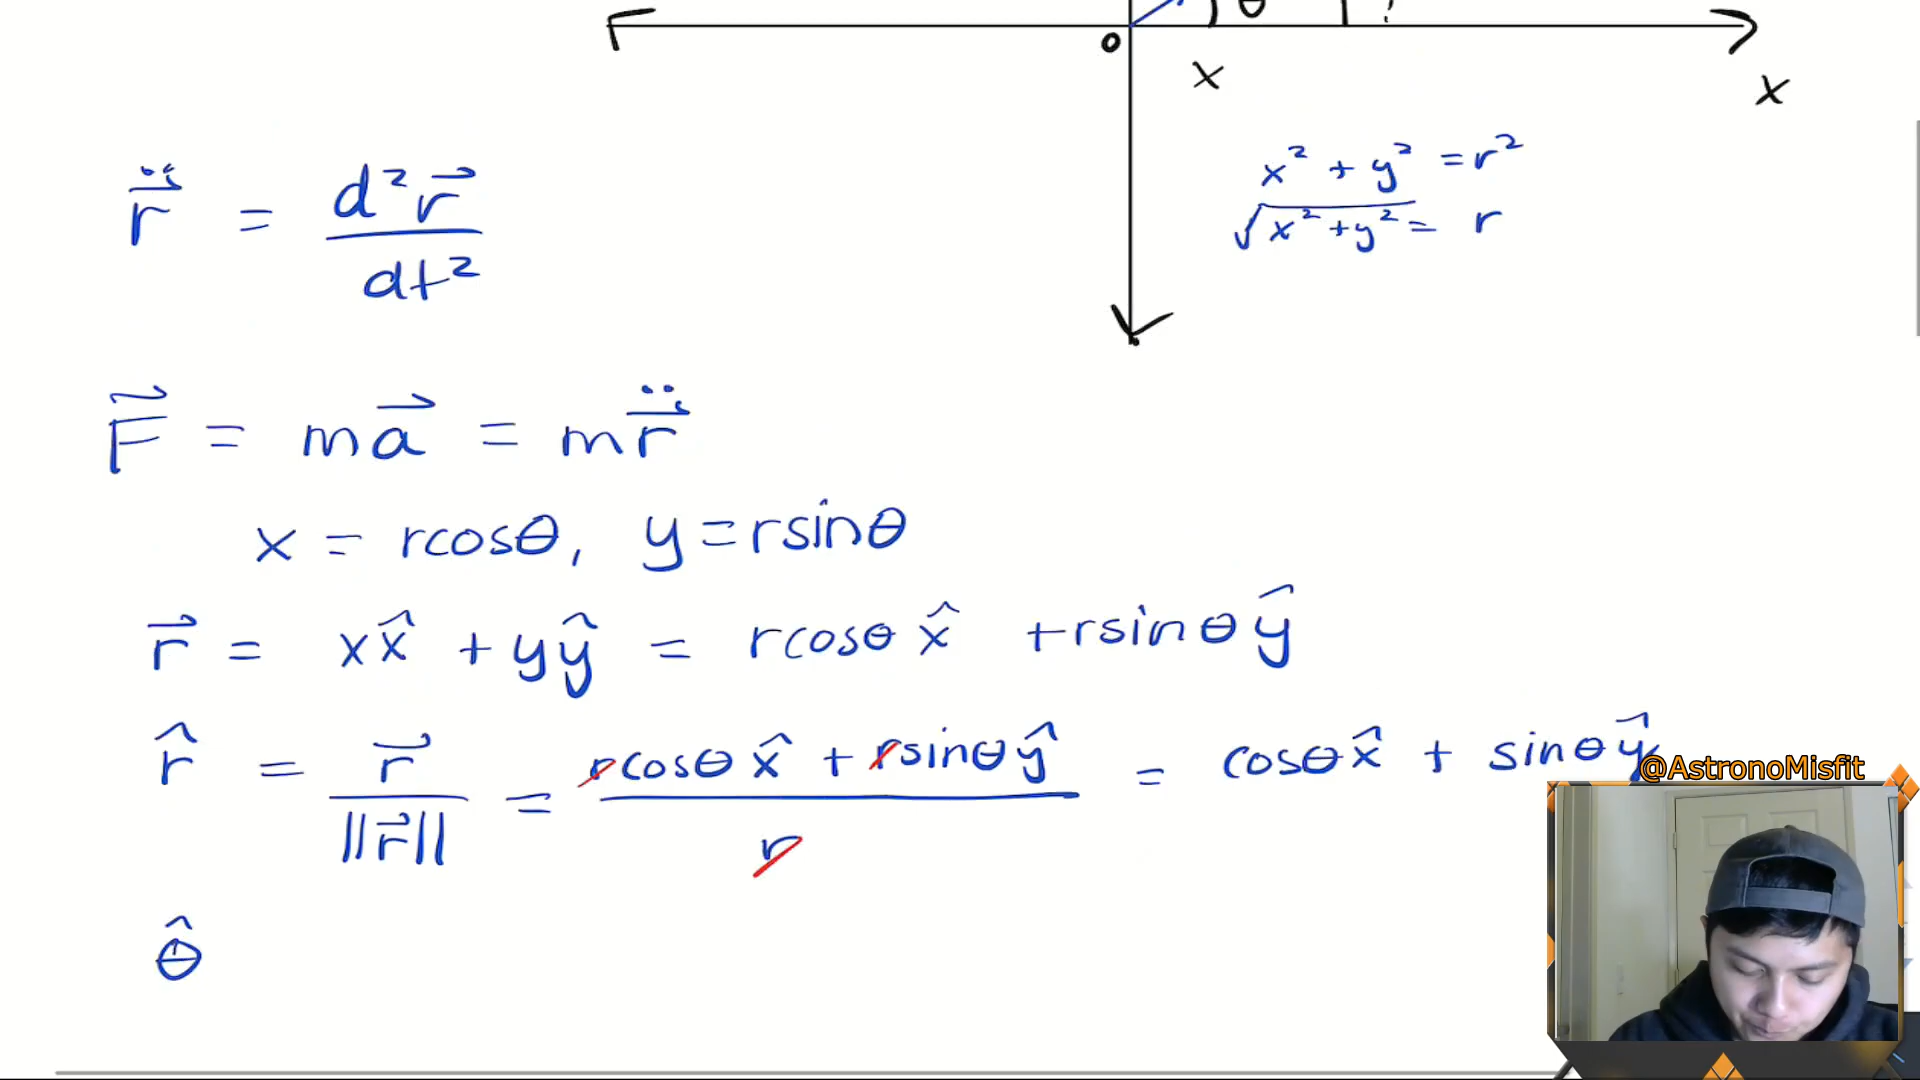 θ
0
x
x
x² + y² = r²
√(x² + y²) = r
r⃗̈ = d²r⃗ / dt²
F⃗ = ma⃗ = mr⃗̈
x = rcosθ, y = rsinθ
r⃗ = xx̂ + yŷ = rcosθ x̂ + rsinθ ŷ
r̂ = r⃗ / ||r⃗|| = (rcosθ x̂ + rsinθ ŷ) / r = cosθ x̂ + sinθ ŷ
@AstronoMisfit
θ̂